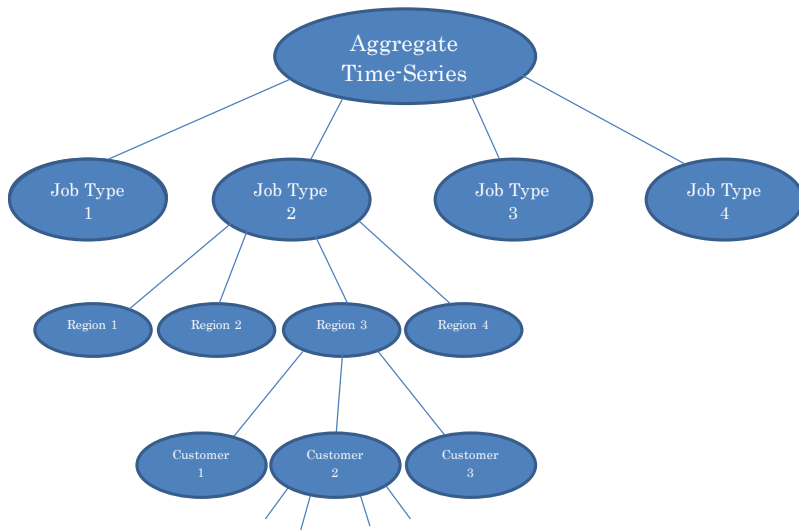 Aggregate
Time-Series
Job Type
1
Job Type
2
Job Type
3
Job Type
4
Region 1
Region 2
Region 3
Region 4
Customer
1
Customer
2
Customer
3